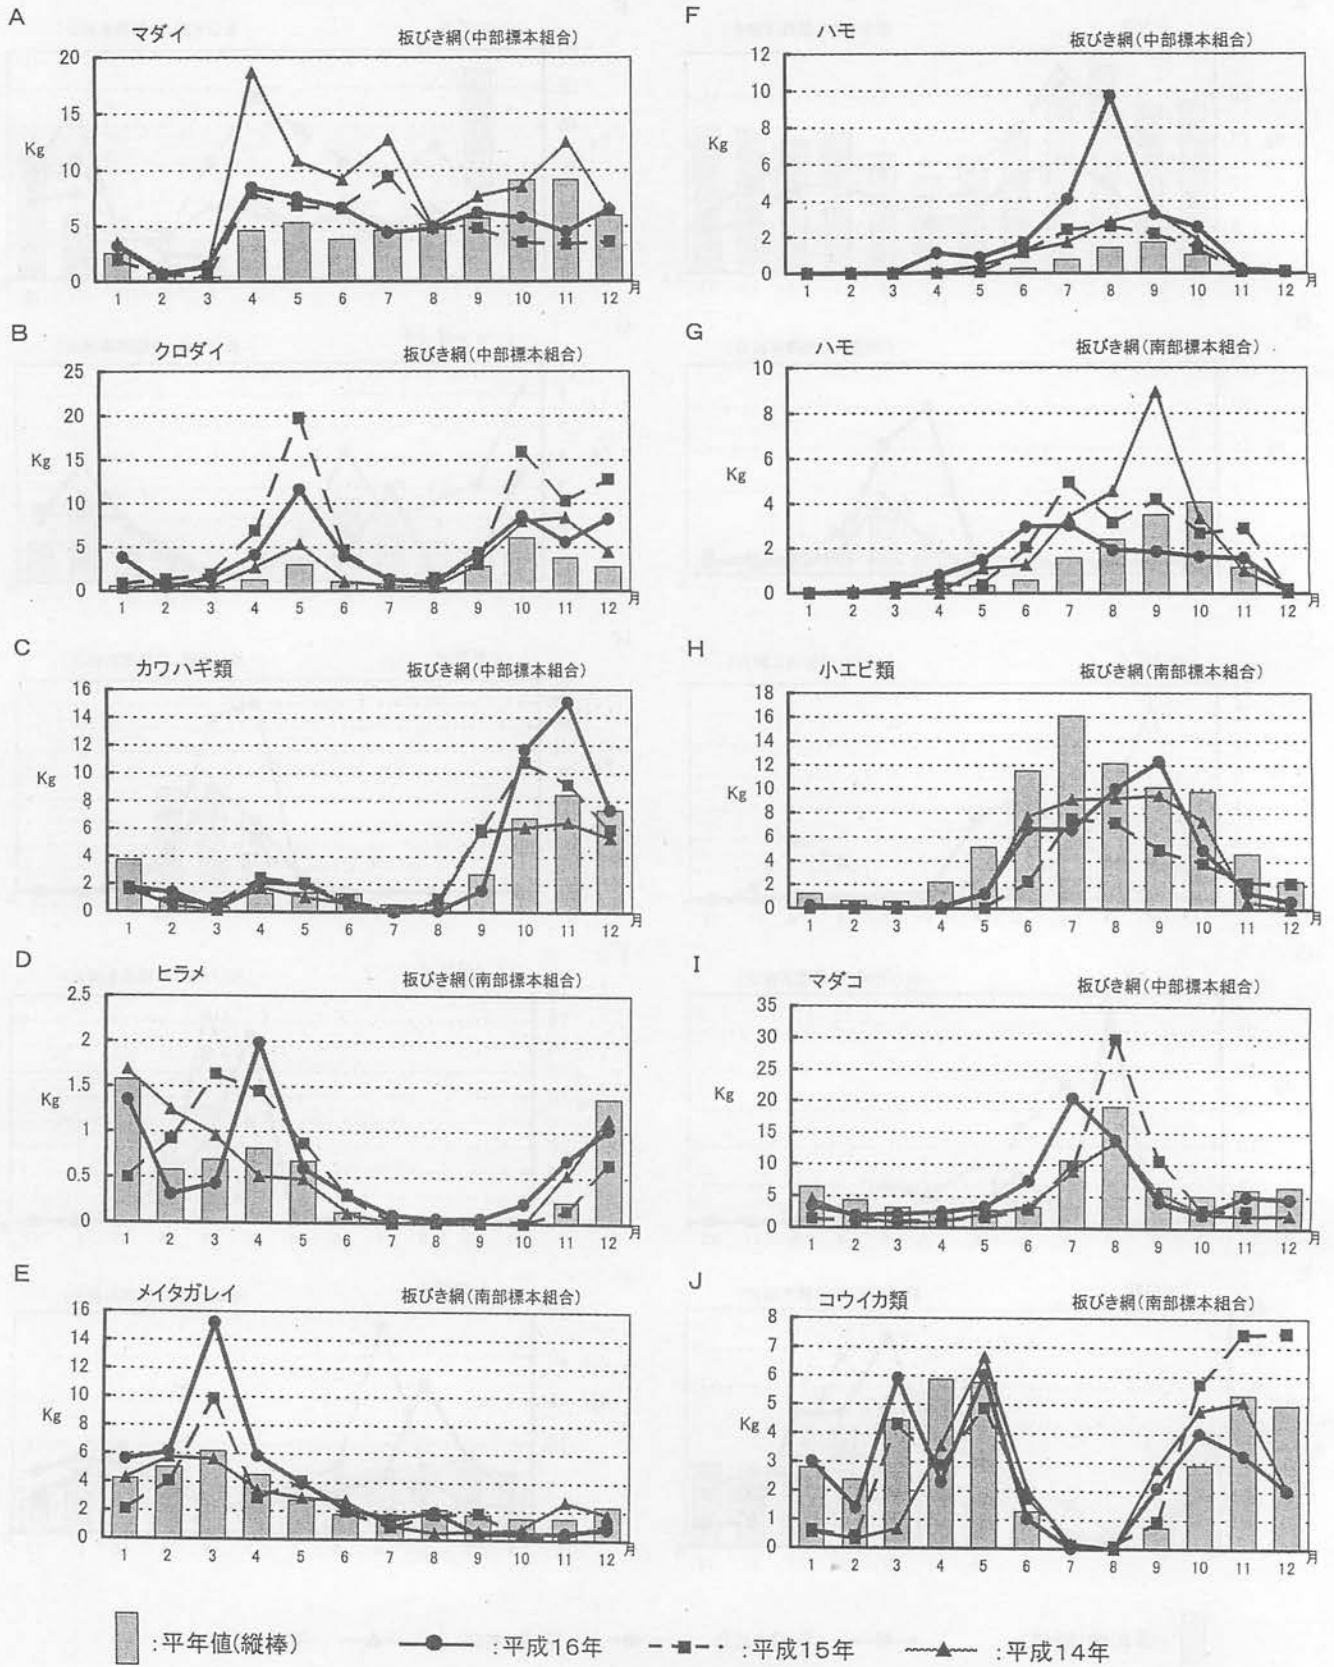 A
マダイ 板びき網(中部標本組合)
Kg
20
15
10
5
0
1 2 3 4 5 6 7 8 9 10 11 12 月
B
クロダイ 板びき網(中部標本組合)
Kg
25
20
15
10
5
0
1 2 3 4 5 6 7 8 9 10 11 12 月
C
カワハギ類 板びき網(中部標本組合)
Kg
16
14
12
10
8
6
4
2
0
1 2 3 4 5 6 7 8 9 10 11 12 月
D
ヒラメ 板びき網(南部標本組合)
Kg
2.5
2
1.5
1
0.5
0
1 2 3 4 5 6 7 8 9 10 11 12 月
E
メイタガレイ 板びき網(南部標本組合)
Kg
16
14
12
10
8
6
4
2
0
1 2 3 4 5 6 7 8 9 10 11 12 月
F
ハモ 板びき網(中部標本組合)
Kg
12
10
8
6
4
2
0
1 2 3 4 5 6 7 8 9 10 11 12 月
G
ハモ 板びき網(南部標本組合)
Kg
10
8
6
4
2
0
1 2 3 4 5 6 7 8 9 10 11 12 月
H
小エビ類 板びき網(南部標本組合)
Kg
18
16
14
12
10
8
6
4
2
0
1 2 3 4 5 6 7 8 9 10 11 12 月
I
マダコ 板びき網(中部標本組合)
Kg
35
30
25
20
15
10
5
0
1 2 3 4 5 6 7 8 9 10 11 12 月
J
コウイカ類 板びき網(南部標本組合)
Kg
8
7
6
5
4
3
2
1
0
1 2 3 4 5 6 7 8 9 10 11 12 月
:平年値(縦棒) :平成16年 :平成15年 :平成14年